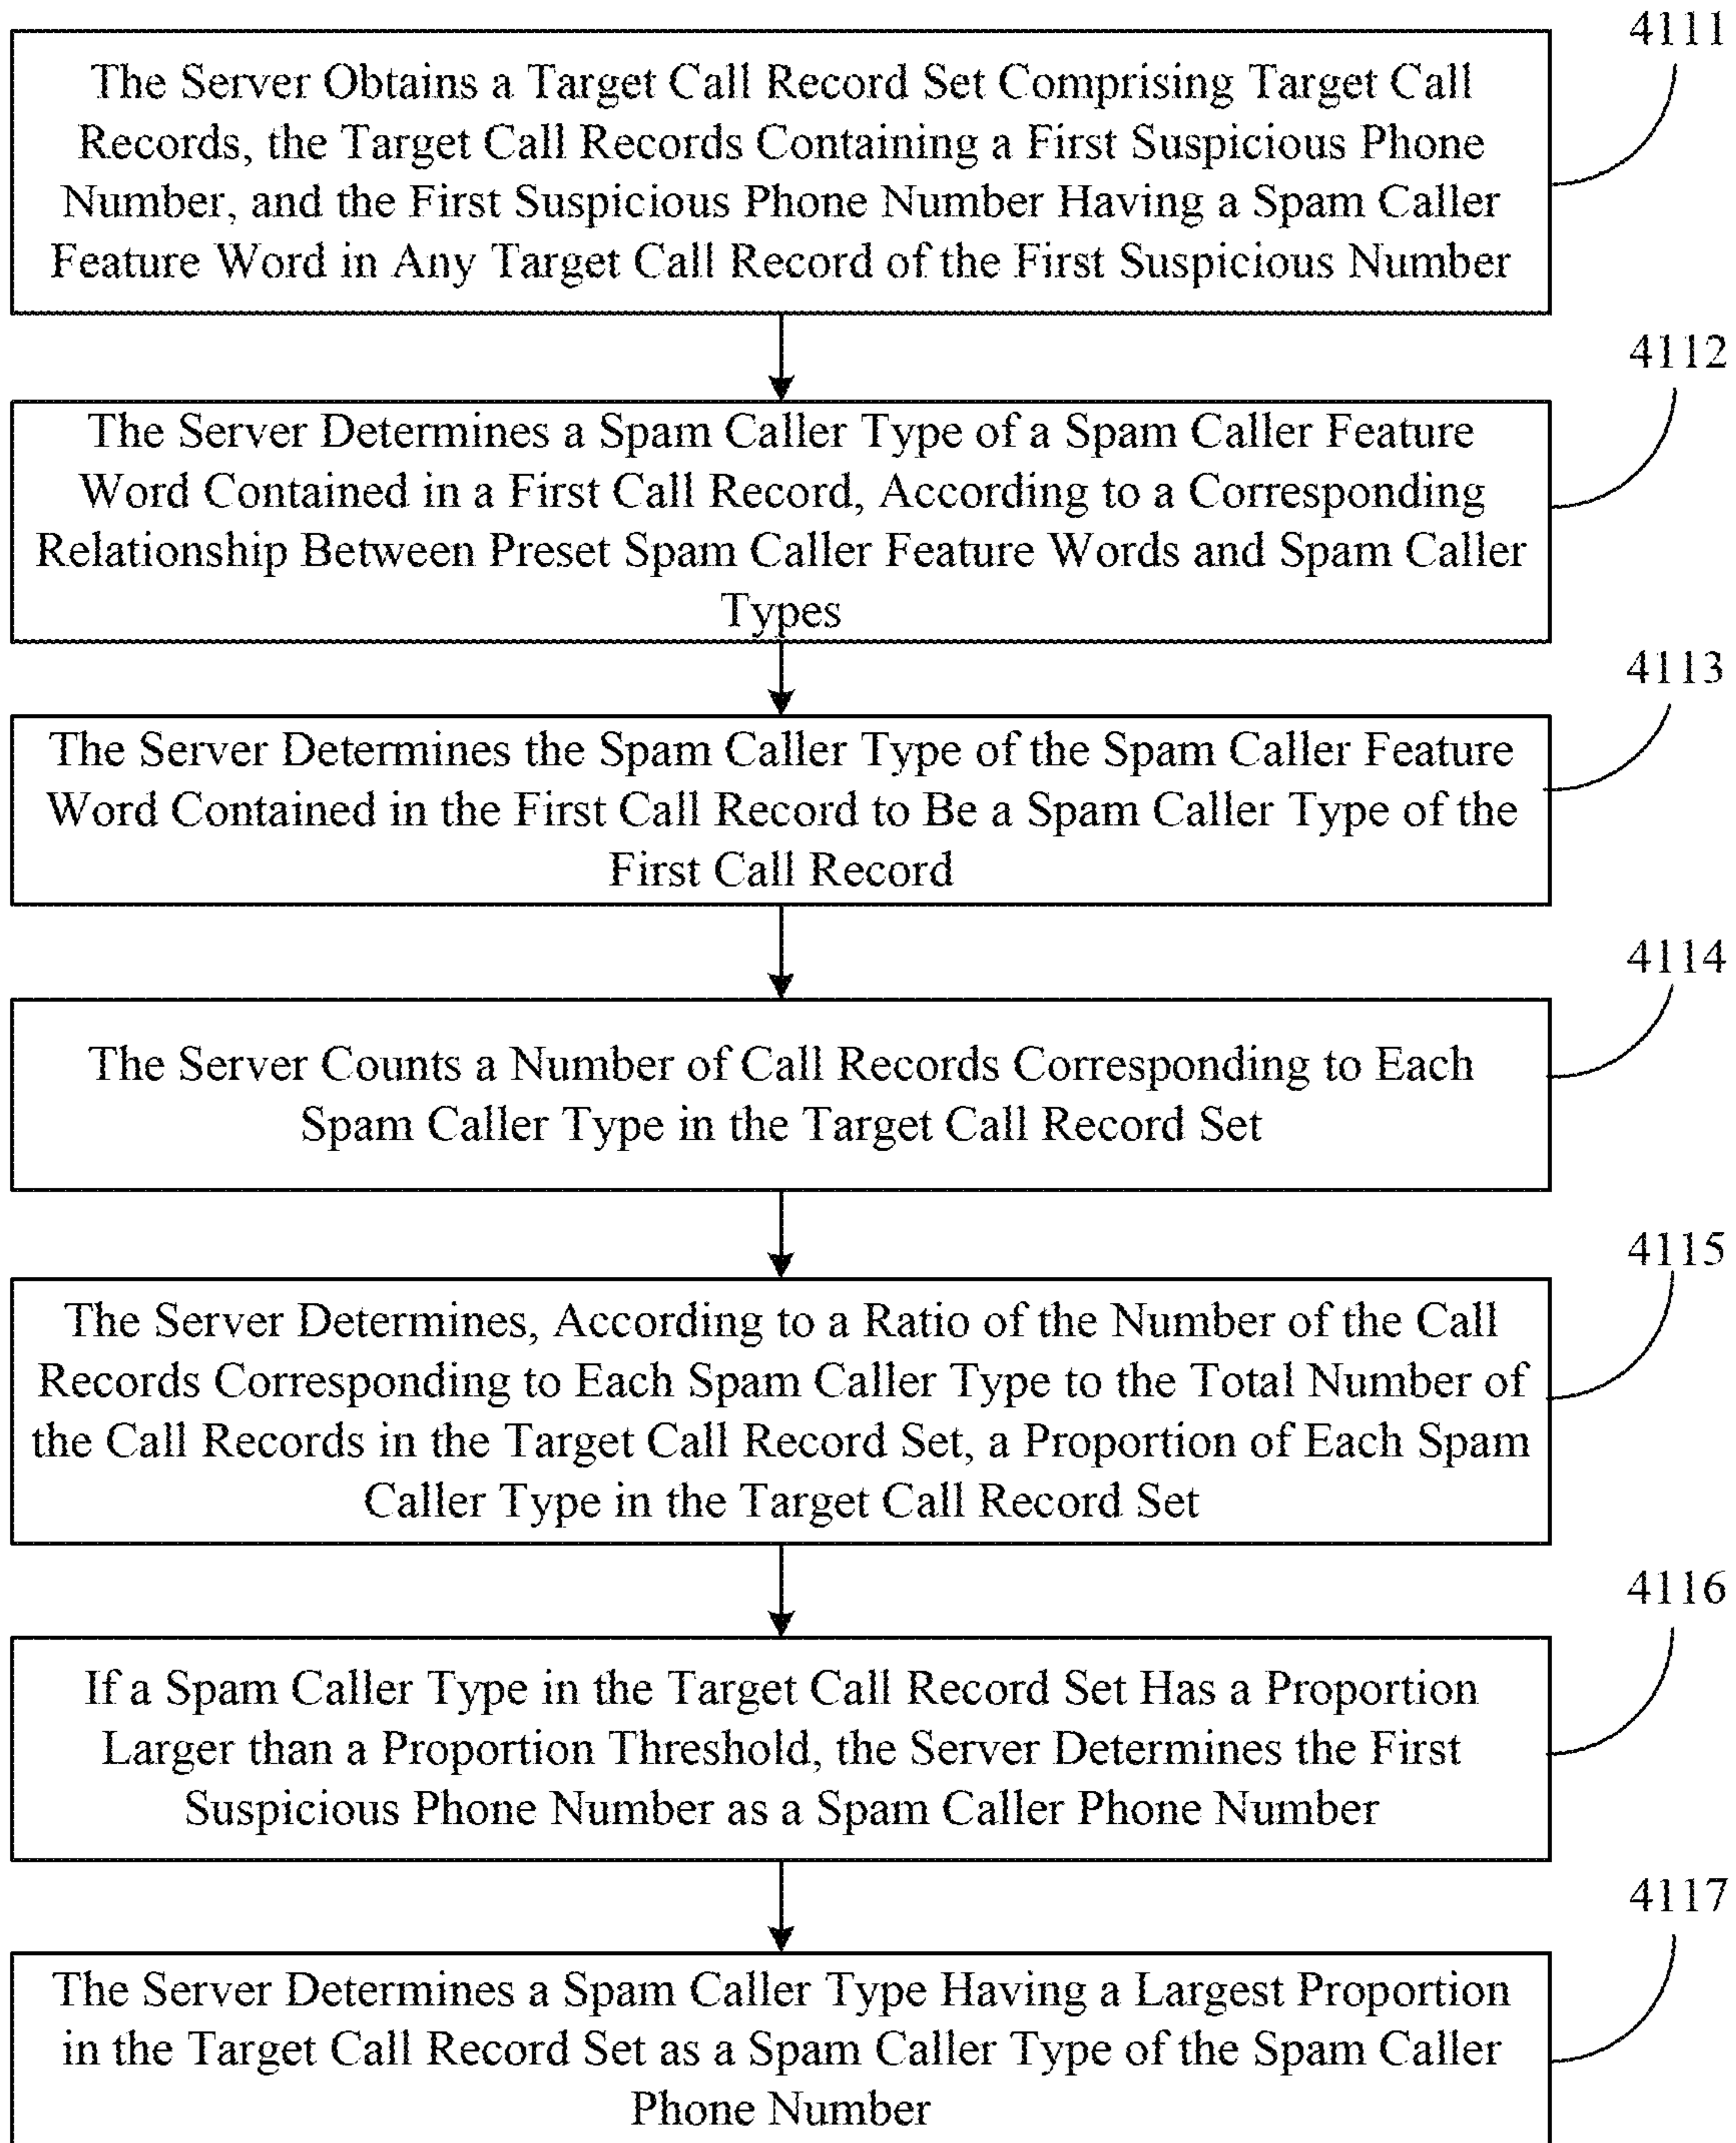 4111
The Server Obtains a Target Call Record Set Comprising Target Call
Records, the Target Call Records Containing a First Suspicious Phone
Number, and the First Suspicious Phone Number Having a Spam Caller
Feature Word in Any Target Call Record of the First Suspicious Number
4112
The Server Determines a Spam Caller Type of a Spam Caller Feature
Word Contained in a First Call Record, According to a Corresponding
Relationship Between Preset Spam Caller Feature Words and Spam Caller
Types
4113
The Server Determines the Spam Caller Type of the Spam Caller Feature
Word Contained in the First Call Record to Be a Spam Caller Type of the
First Call Record
4114
The Server Counts a Number of Call Records Corresponding to Each
Spam Caller Type in the Target Call Record Set
4115
The Server Determines, According to a Ratio of the Number of the Call
Records Corresponding to Each Spam Caller Type to the Total Number of
the Call Records in the Target Call Record Set, a Proportion of Each Spam
Caller Type in the Target Call Record Set
4116
If a Spam Caller Type in the Target Call Record Set Has a Proportion
Larger than a Proportion Threshold, the Server Determines the First
Suspicious Phone Number as a Spam Caller Phone Number
4117
The Server Determines a Spam Caller Type Having a Largest Proportion
in the Target Call Record Set as a Spam Caller Type of the Spam Caller
Phone Number